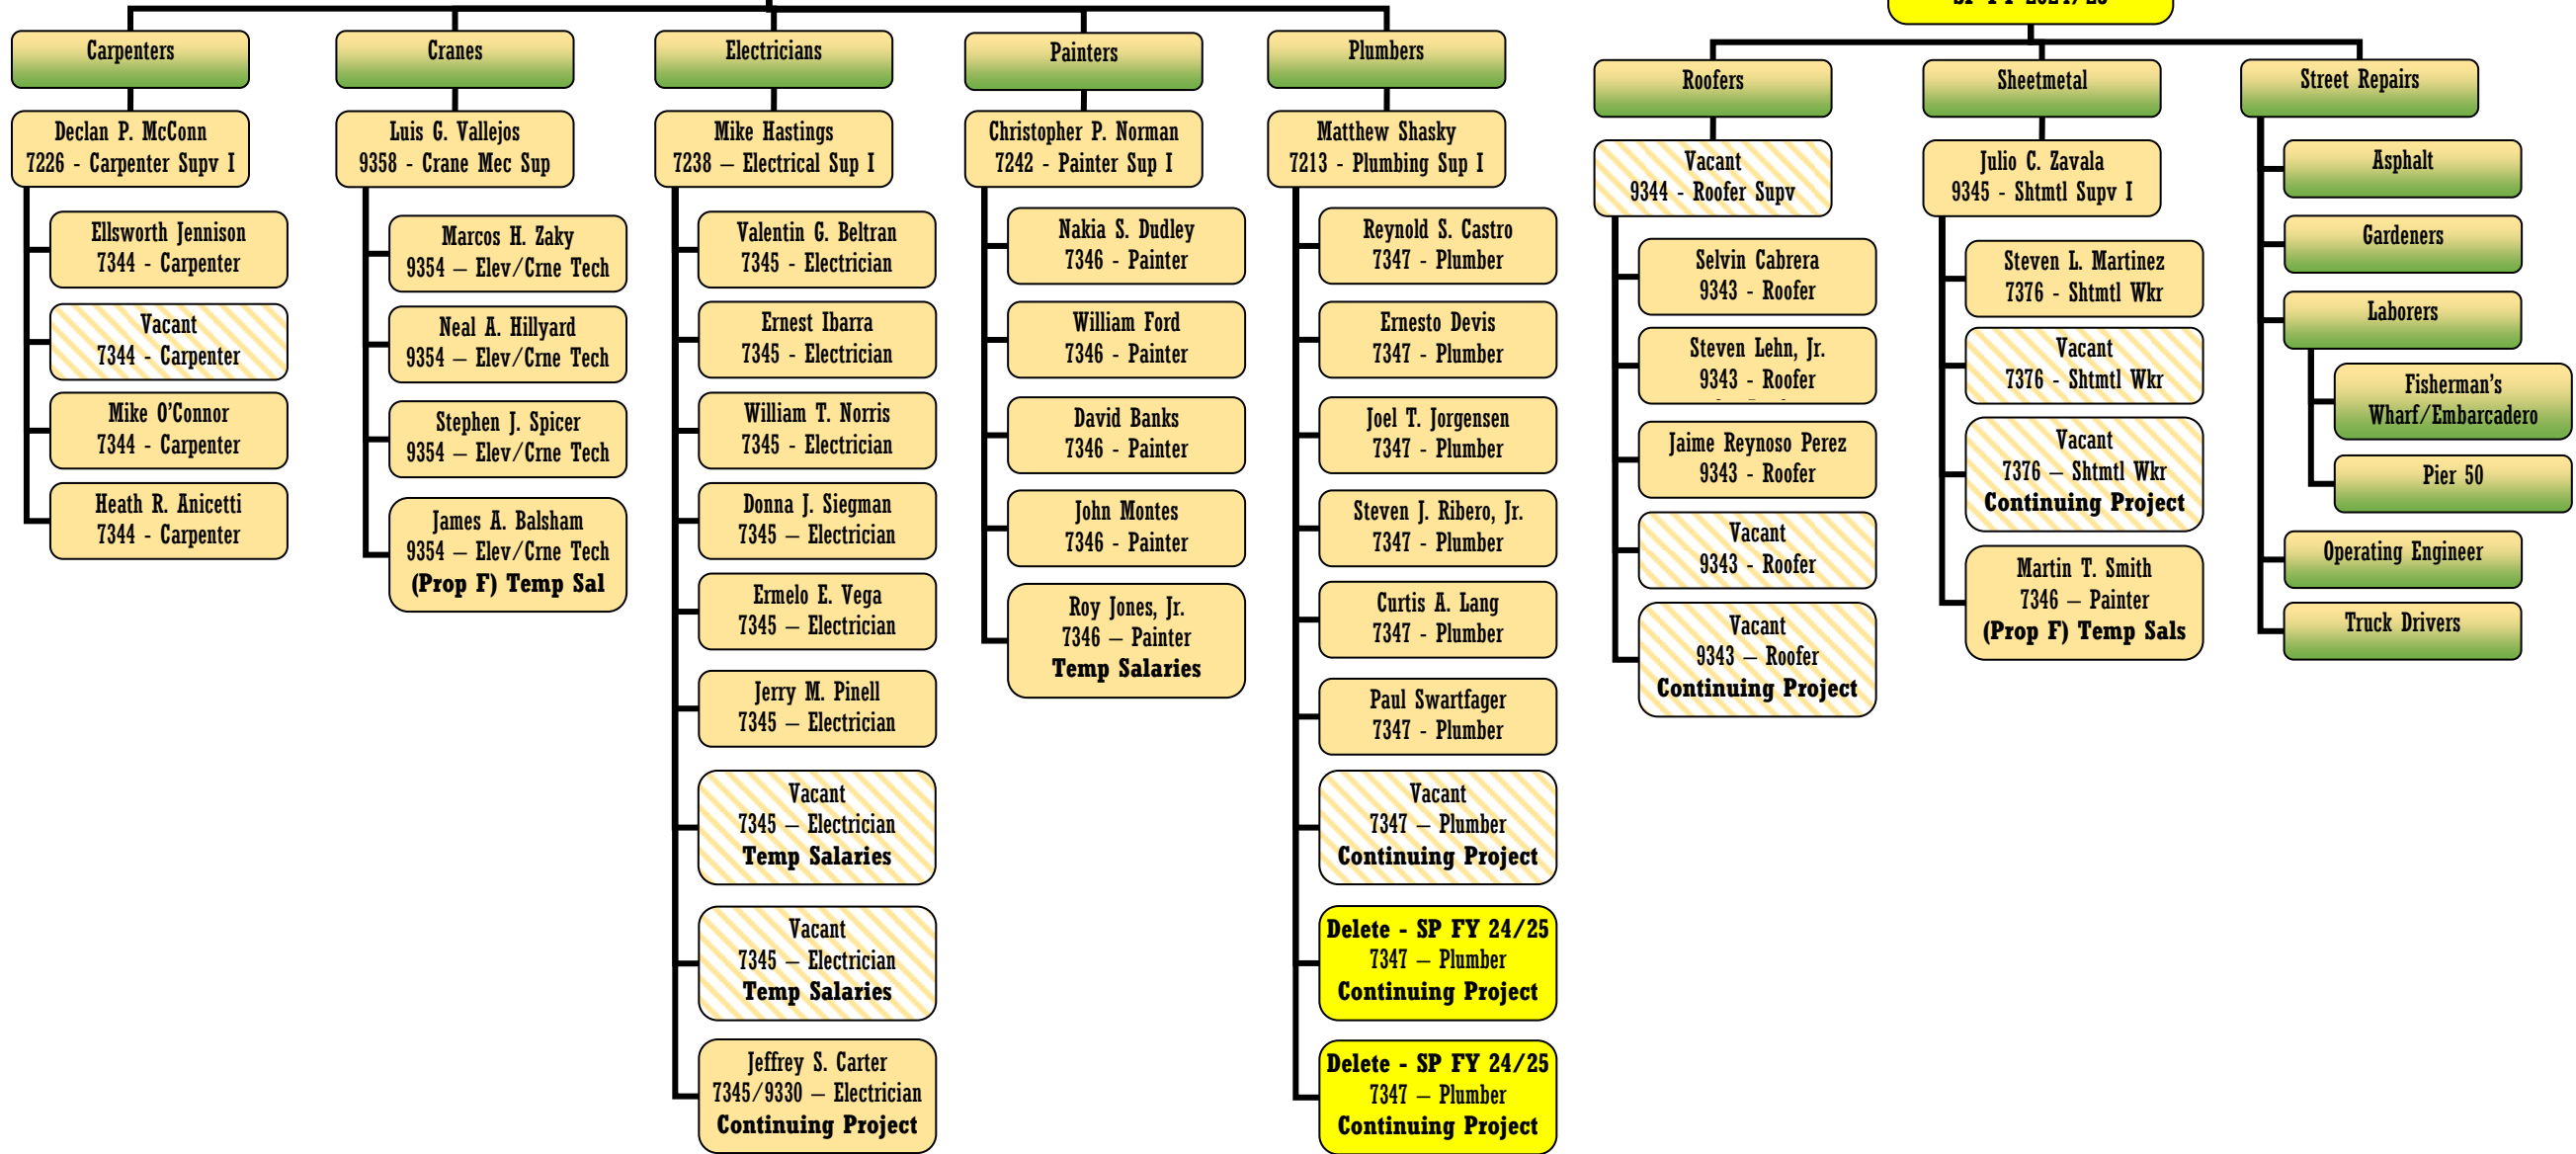 Carpenters
Declan P. McConn
7226 - Carpenter Supv I
Ellsworth Jennison
7344 - Carpenter
Vacant
7344 - Carpenter
Mike O'Connor
7344 - Carpenter
Heath R. Anicetti
7344 - Carpenter
Cranes
Luis G. Vallejos
9358 - Crane Mec Sup
Marcos H. Zaky
9354 – Elev/Crne Tech
Neal A. Hillyard
9354 – Elev/Crne Tech
Stephen J. Spicer
9354 – Elev/Crne Tech
James A. Balsham
9354 – Elev/Crne Tech
(Prop F) Temp Sal
Electricians
Mike Hastings
7238 – Electrical Sup I
Valentin G. Beltran
7345 - Electrician
Ernest Ibarra
7345 - Electrician
William T. Norris
7345 - Electrician
Donna J. Siegman
7345 – Electrician
Ermelo E. Vega
7345 – Electrician
Jerry M. Pinell
7345 – Electrician
Vacant
7345 – Electrician
Temp Salaries
Vacant
7345 – Electrician
Temp Salaries
Jeffrey S. Carter
7345/9330 – Electrician
Continuing Project
Painters
Christopher P. Norman
7242 - Painter Sup I
Nakia S. Dudley
7346 - Painter
William Ford
7346 - Painter
David Banks
7346 - Painter
John Montes
7346 - Painter
Roy Jones, Jr.
7346 – Painter
Temp Salaries
Plumbers
Matthew Shasky
7213 - Plumbing Sup I
Reynold S. Castro
7347 - Plumber
Ernesto Devis
7347 - Plumber
Joel T. Jorgensen
7347 - Plumber
Steven J. Ribero, Jr.
7347 - Plumber
Curtis A. Lang
7347 - Plumber
Paul Swartfager
7347 - Plumber
Vacant
7347 – Plumber
Continuing Project
Delete - SP FY 24/25
7347 – Plumber
Continuing Project
Delete - SP FY 24/25
7347 – Plumber
Continuing Project
Roofers
Vacant
9344 - Roofer Supv
Selvin Cabrera
9343 - Roofer
Steven Lehn, Jr.
9343 - Roofer
Jaime Reynoso Perez
9343 - Roofer
Vacant
9343 - Roofer
Vacant
9343 – Roofer
Continuing Project
Sheetmetal
Julio C. Zavala
9345 - Shtmtl Supv I
Steven L. Martinez
7376 - Shtmtl Wkr
Vacant
7376 - Shtmtl Wkr
Vacant
7376 – Shtmtl Wkr
Continuing Project
Martin T. Smith
7346 – Painter
(Prop F) Temp Sals
Street Repairs
Asphalt
Gardeners
Laborers
Fisherman's
Wharf/Embarcadero
Pier 50
Operating Engineer
Truck Drivers